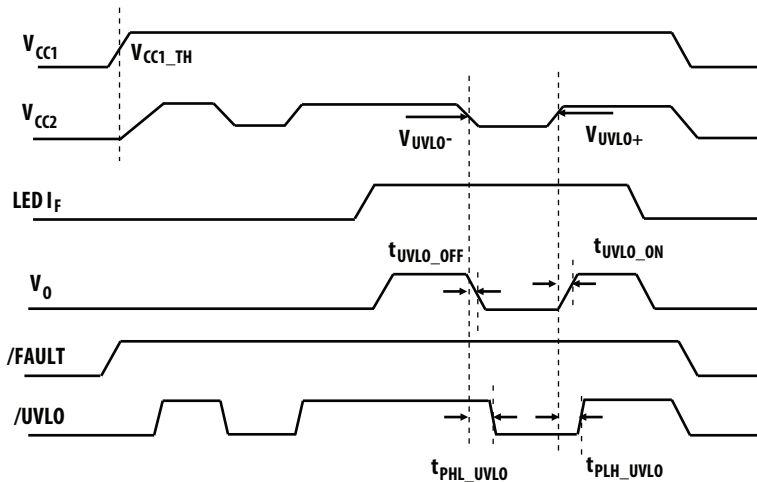 VCC1
VCC1_TH
VCC2
VUVLO-
VUVLO+
LED IF
tUVLO_OFF
tUVLO_ON
VO
/FAULT
/UVLO
tPHL_UVLO
tPLH_UVLO